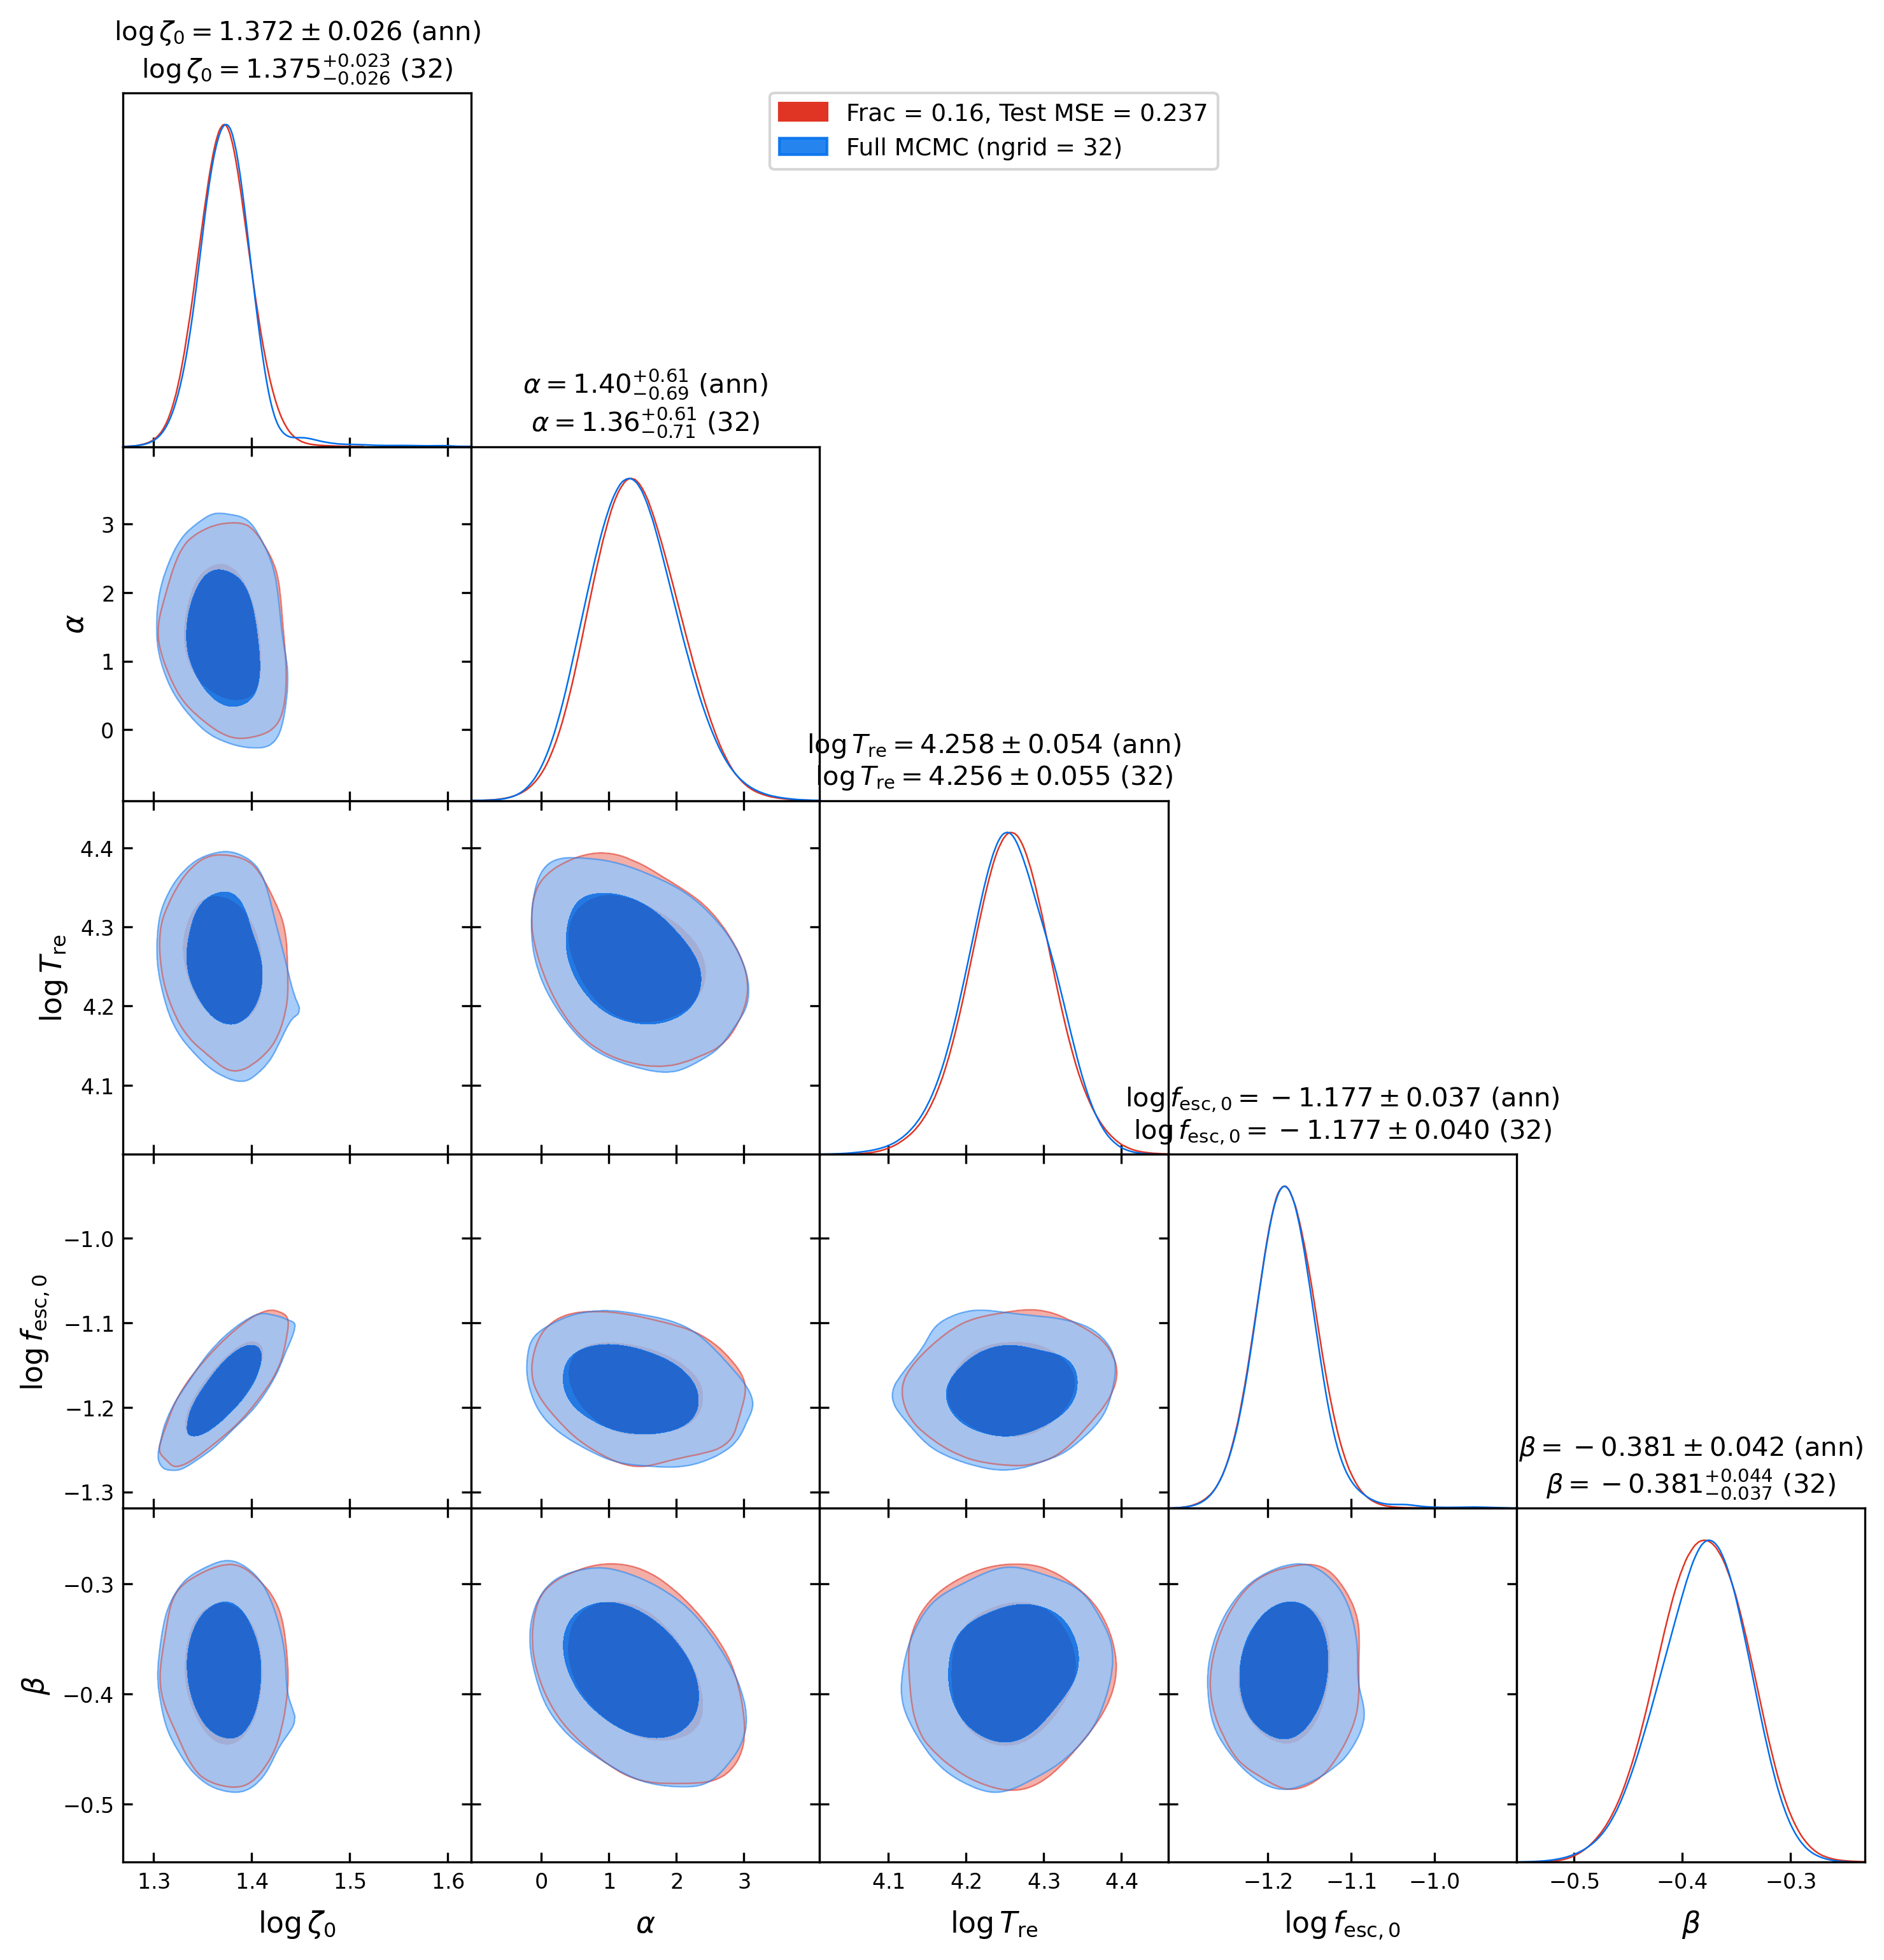 log ζ₀ = 1.372 ± 0.026 (ann)
log ζ₀ = 1.375⁺⁰·⁰²³₋₀.₀₂₆ (32)
Frac = 0.16, Test MSE = 0.237
Full MCMC (ngrid = 32)
α = 1.40⁺⁰·⁶¹₋₀.₆₉ (ann)
α = 1.36⁺⁰·⁶¹₋₀.₇₁ (32)
3
2
1
0
α
log T_re = 4.258 ± 0.054 (ann)
log T_re = 4.256 ± 0.055 (32)
4.4
4.3
4.2
4.1
log T_re
log f_esc,0 = −1.177 ± 0.037 (ann)
log f_esc,0 = −1.177 ± 0.040 (32)
−1.0
−1.1
−1.2
−1.3
log f_esc,0
β = −0.381 ± 0.042 (ann)
β = −0.381⁺⁰·⁰⁴⁴₋₀.₀₃₇ (32)
−0.3
−0.4
−0.5
β
1.3 1.4 1.5 1.6 0 1 2 3 4.1 4.2 4.3 4.4 −1.2 −1.1 −1.0 −0.5 −0.4 −0.3
log ζ₀ α log T_re log f_esc,0 β